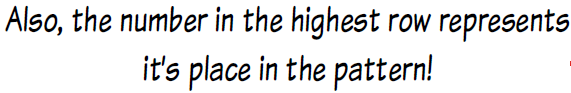 Also, the number in the highest row represents
it's place in the pattern!